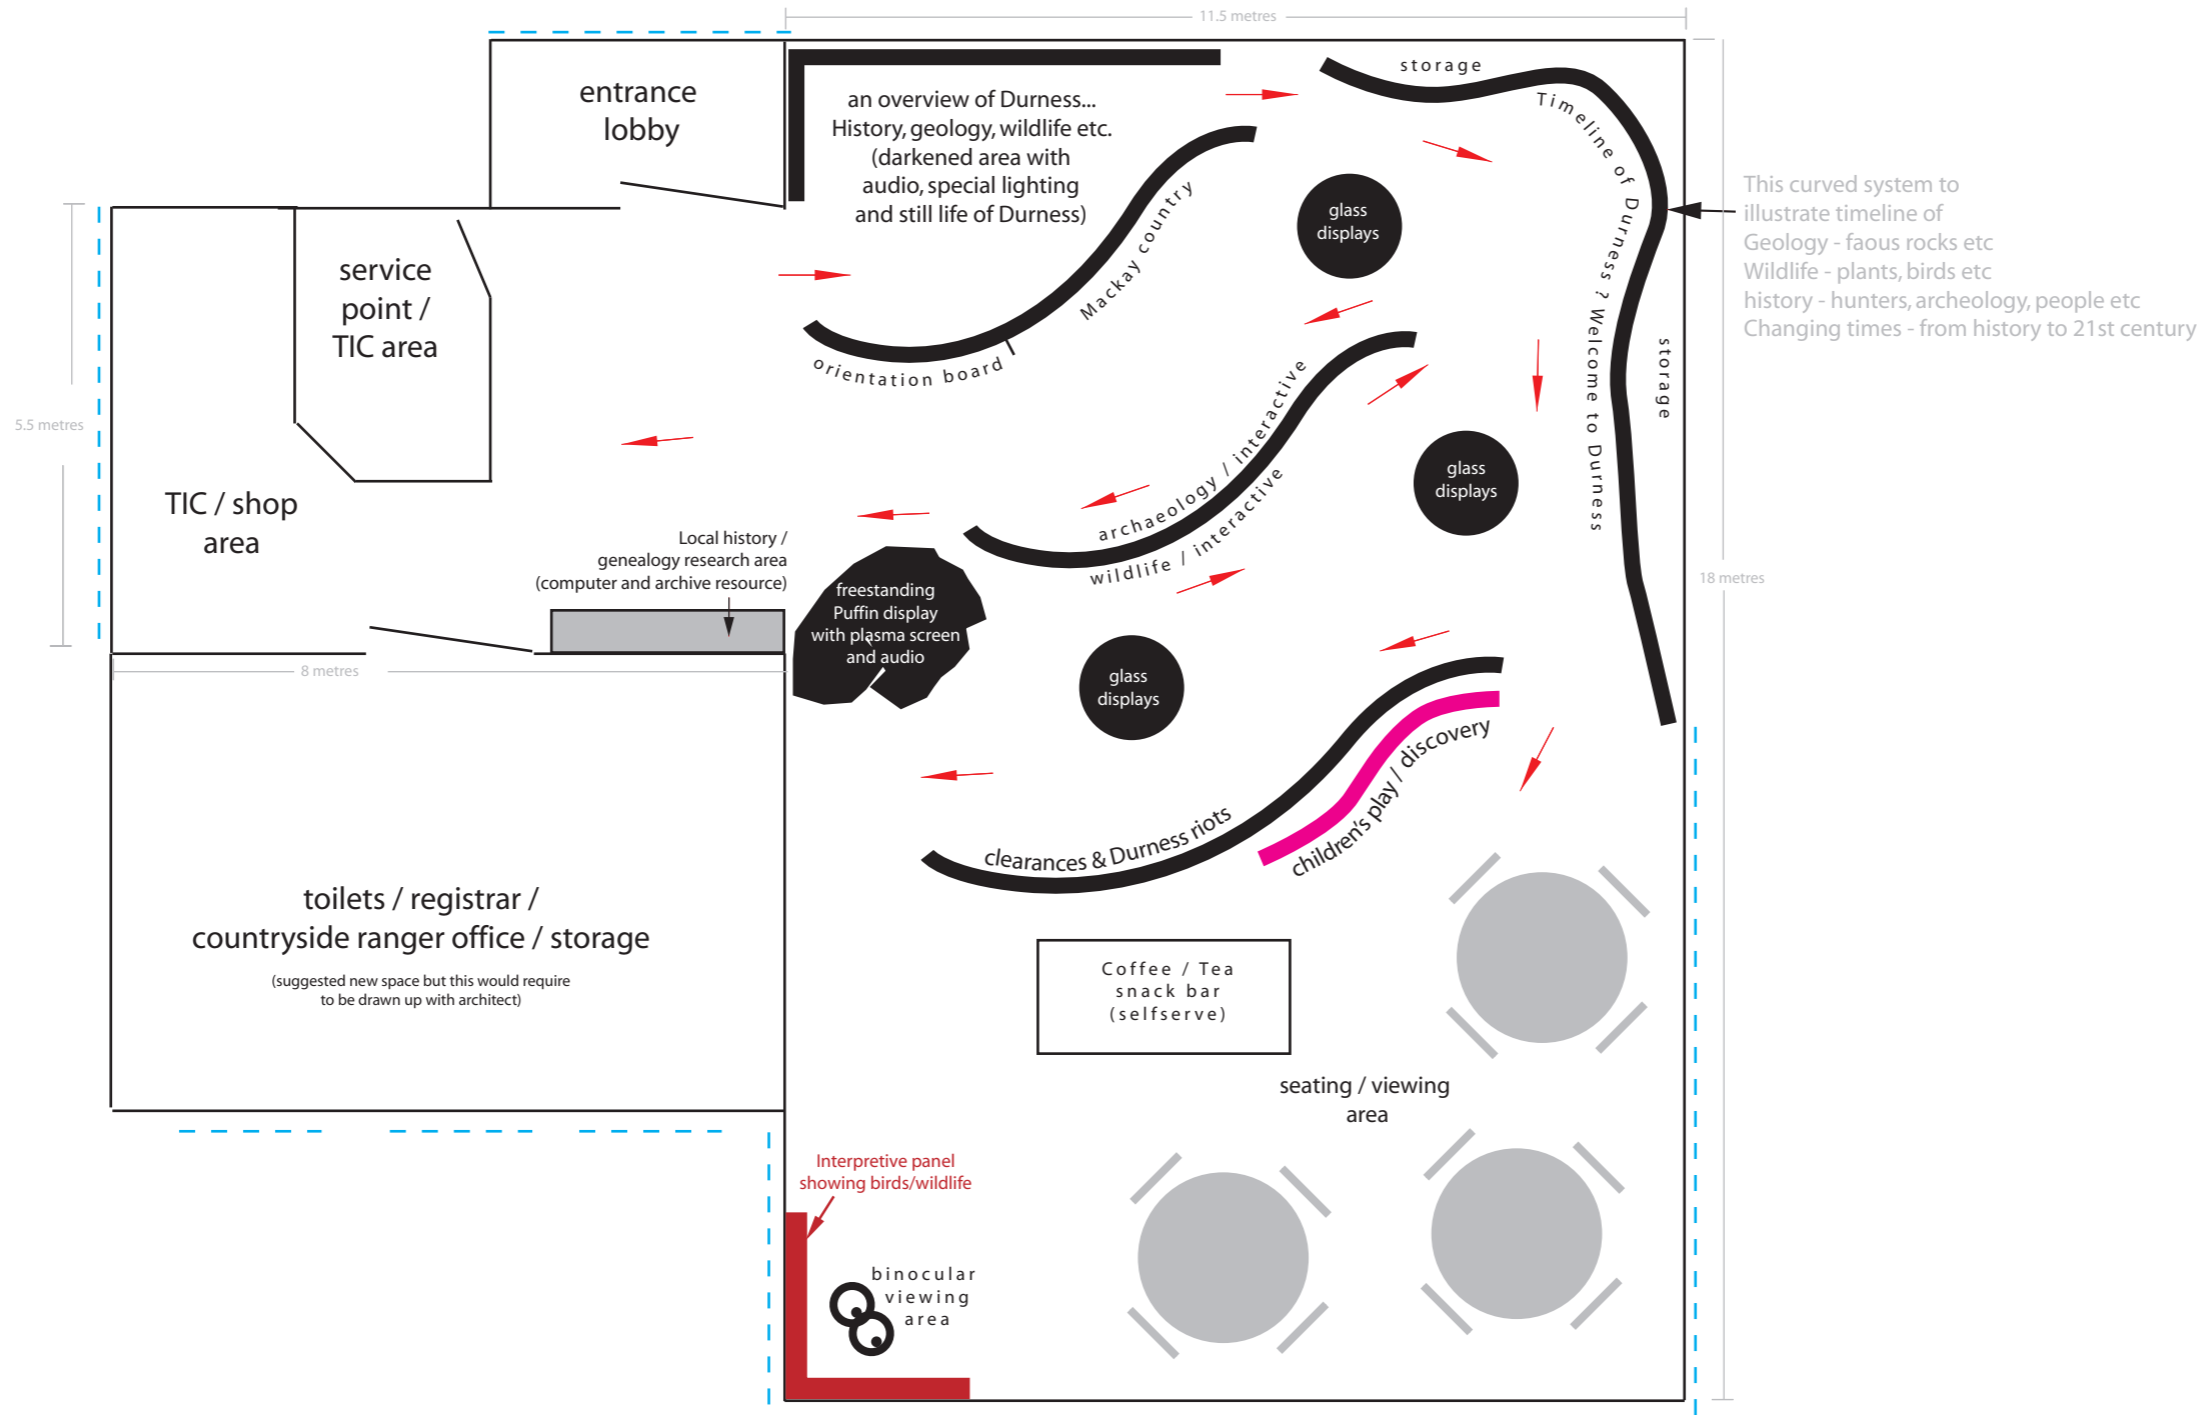 11.5 metres
entrance
lobby
an overview of Durness...
History, geology, wildlife etc.
(darkened area with
audio, special lighting
and still life of Durness)
storage
Timeline of Durness ? Welcome to Durness
storage
This curved system to
illustrate timeline of
Geology - faous rocks etc
Wildlife - plants, birds etc
history - hunters, archeology, people etc
Changing times - from history to 21st century
service
point /
TIC area
Mackay country
orientation board
glass
displays
5.5 metres
TIC / shop
area
archaeology / interactive
wildlife / interactive
glass
displays
Local history /
genealogy research area
(computer and archive resource)
freestanding
Puffin display
with plasma screen
and audio
18 metres
8 metres
glass
displays
clearances & Durness riots
children's play / discovery
toilets / registrar /
countryside ranger office / storage
(suggested new space but this would require
to be drawn up with architect)
Coffee / Tea
snack bar
(selfserve)
seating / viewing
area
Interpretive panel
showing birds/wildlife
binocular
viewing
area